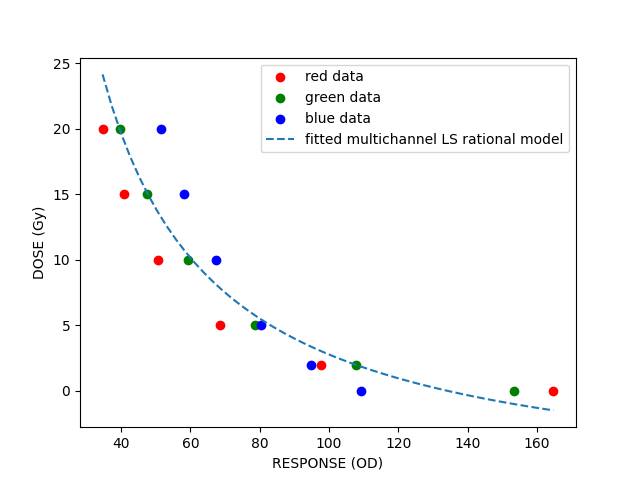 25
20
15
10
5
0
DOSE (Gy)
red data
green data
blue data
fitted multichannel LS rational model
40 60 80 100 120 140 160
RESPONSE (OD)